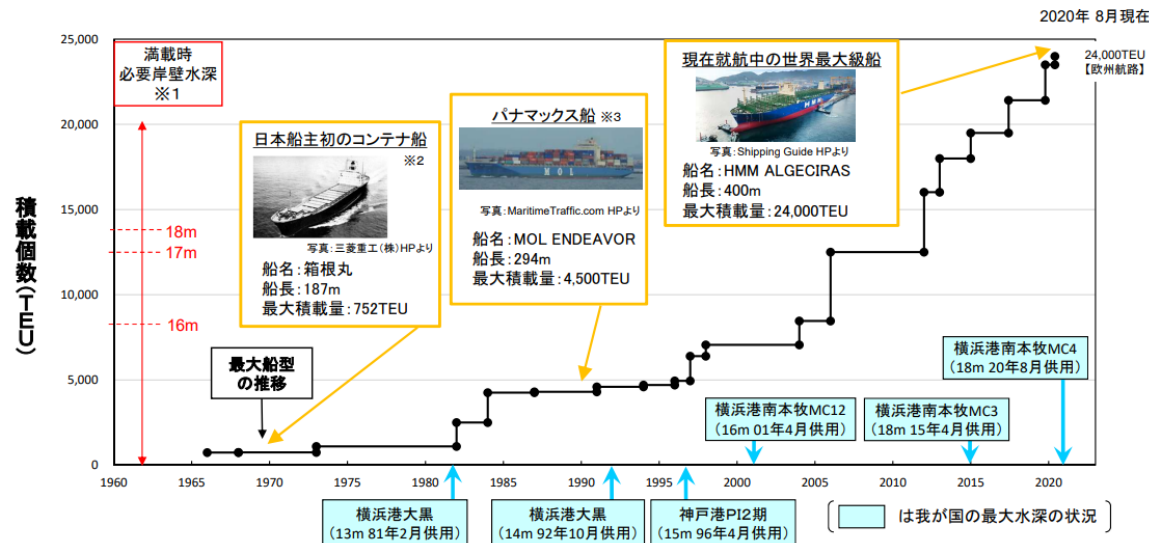 2020年 8月現在
25,000
20,000
15,000
10,000
5,000
0
積載個数(TEU)
満載時
必要岸壁水深
※1
18m
17m
16m
日本船主初のコンテナ船
※2
写真:三菱重工(株)HPより
船名:箱根丸
船長:187m
最大積載量:752TEU
パナマックス船 ※3
MOL
写真:MaritimeTraffic.com HPより
船名:MOL ENDEAVOR
船長:294m
最大積載量:4,500TEU
現在就航中の世界最大級船
HMM
写真:Shipping Guide HPより
船名:HMM ALGECIRAS
船長:400m
最大積載量:24,000TEU
24,000TEU
【欧州航路】
最大船型
の推移
横浜港南本牧MC4
(18m 20年8月供用)
横浜港南本牧MC12
(16m 01年4月供用)
横浜港南本牧MC3
(18m 15年4月供用)
1960
1965
1970
1975
1980
1985
1990
1995
2000
2005
2010
2015
2020
横浜港大黒
(13m 81年2月供用)
横浜港大黒
(14m 92年10月供用)
神戸港PI2期
(15m 96年4月供用)
は我が国の最大水深の状況